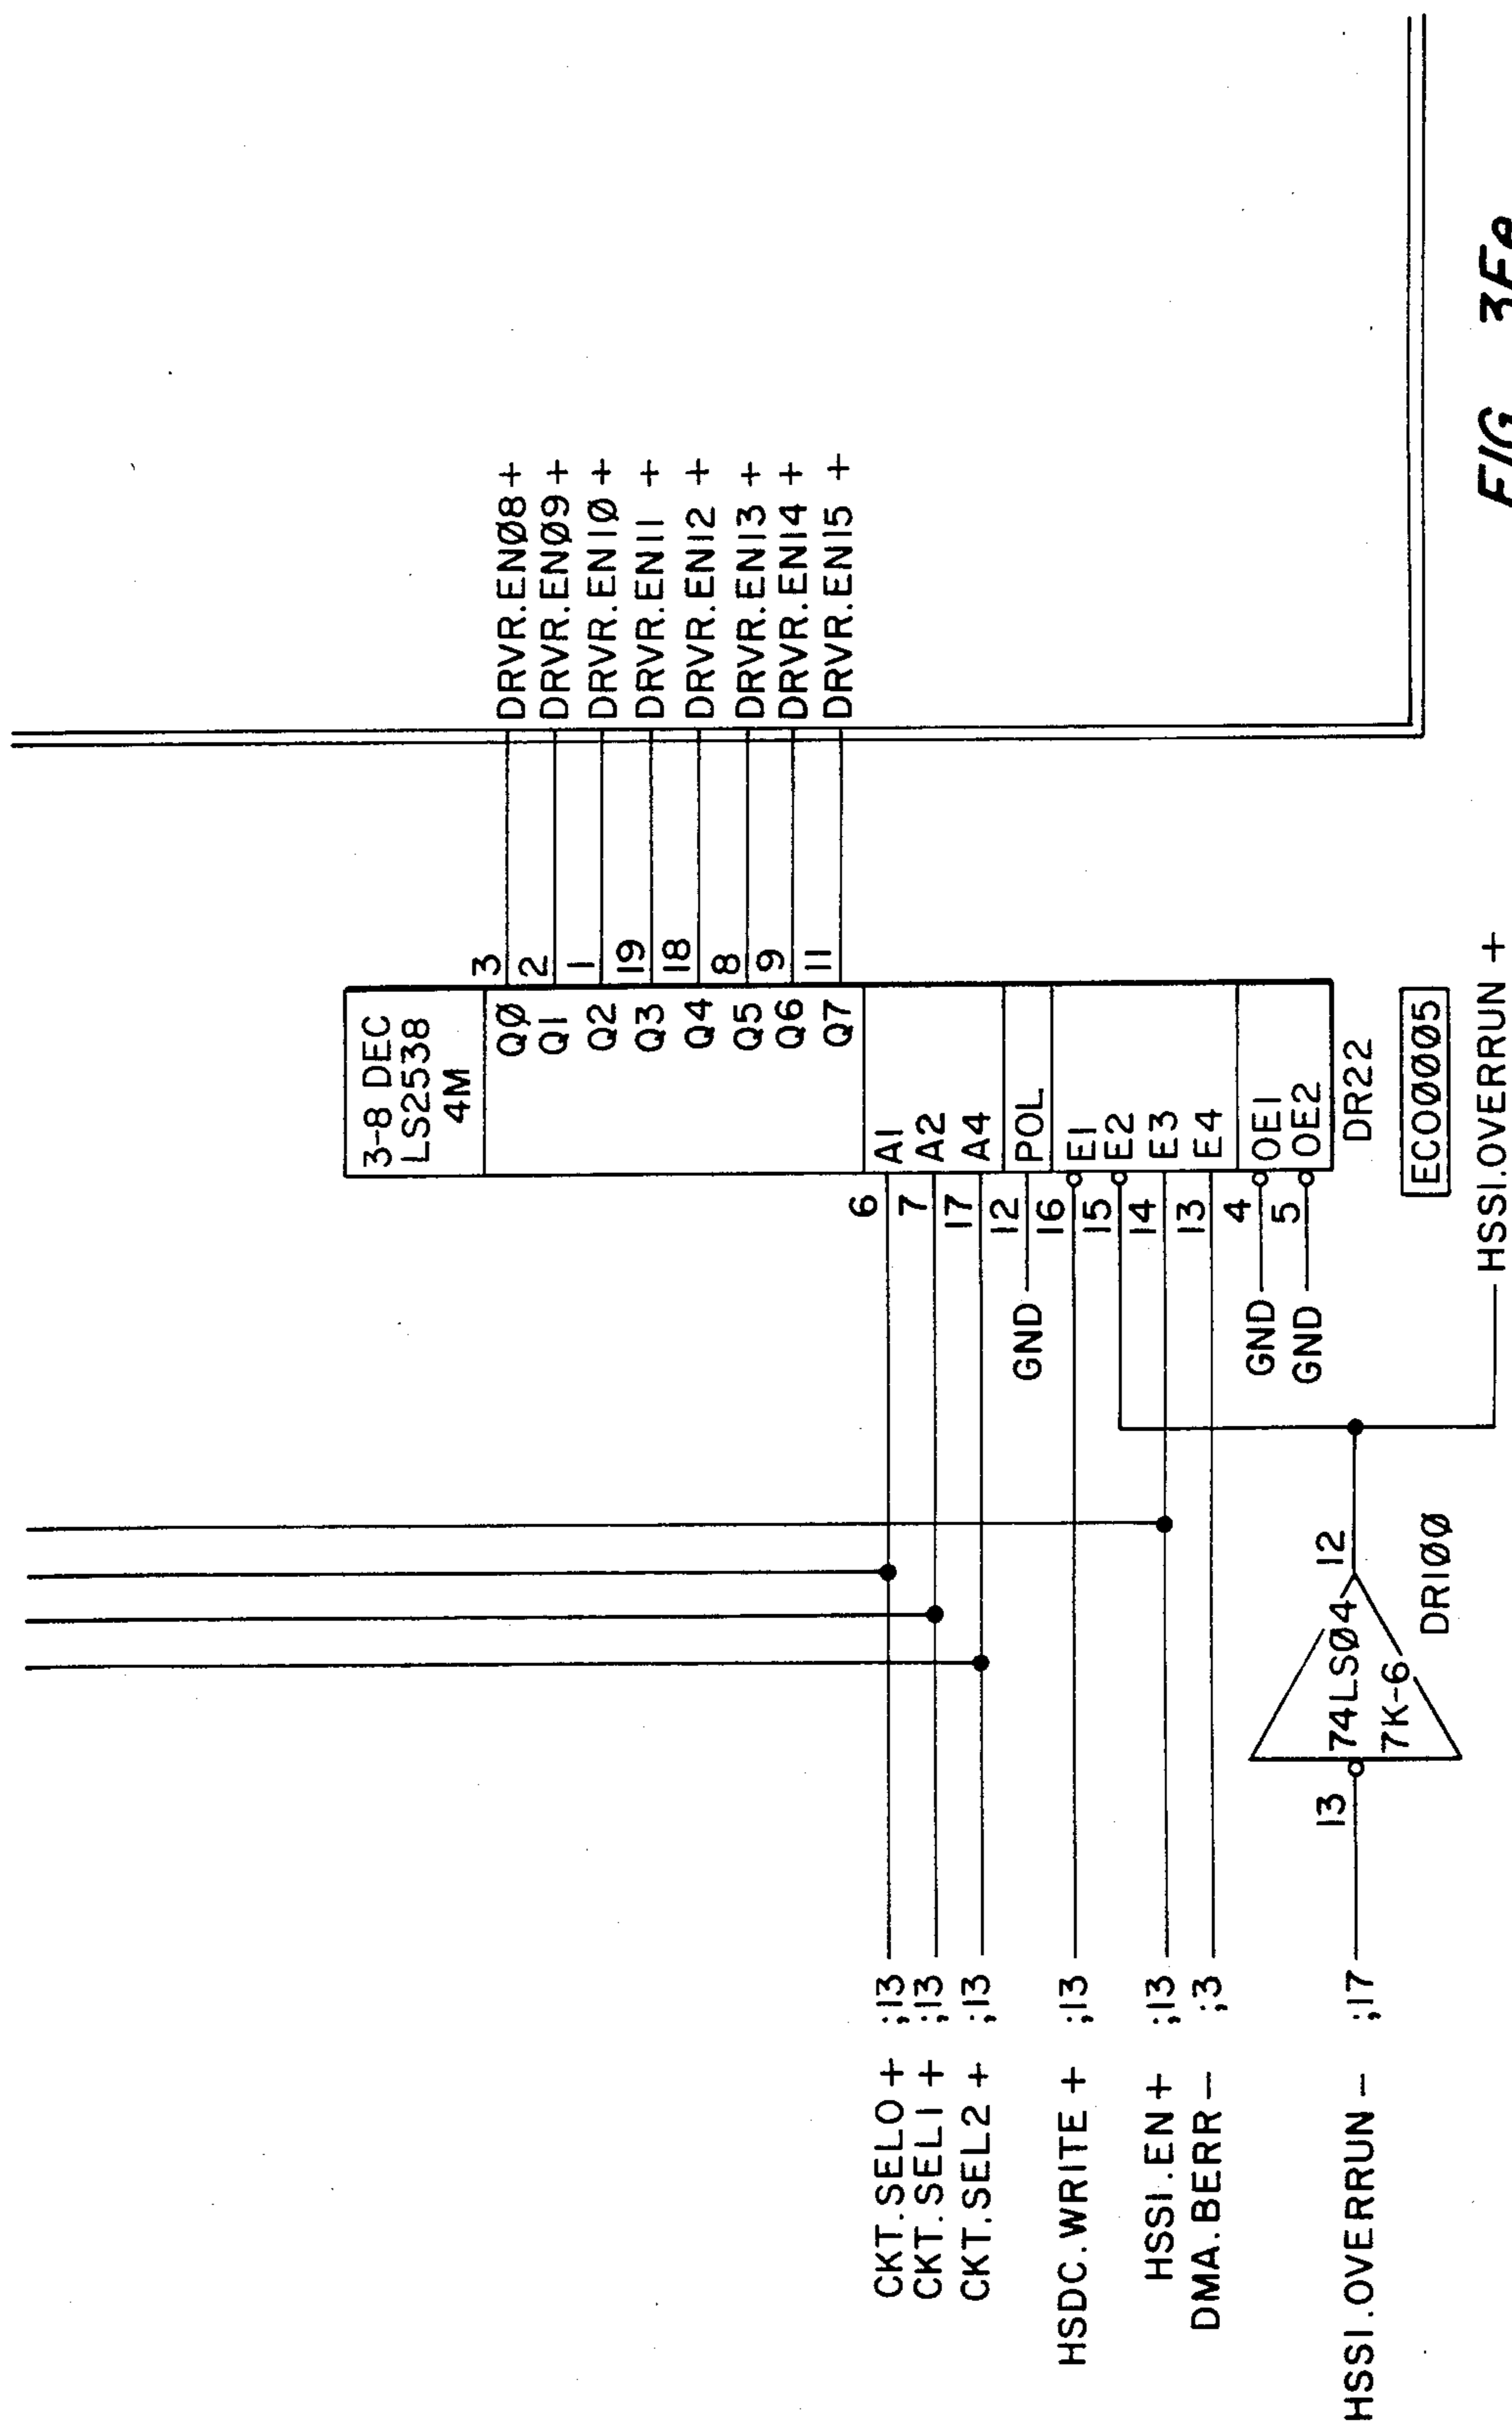 3-8 DEC
LS2538
4M
QØ 3 DRVR.ENØ8+
Q1 2 DRVR.ENØ9+
Q2 1 DRVR.EN1Ø+
Q3 19 DRVR.EN11 +
Q4 18 DRVR.EN12 +
Q5 8 DRVR.EN13 +
Q6 9 DRVR.EN14 +
Q7 11 DRVR.EN15 +
CKT.SELO+ ;13 6 A1
CKT.SEL1+ ;13 7 A2
CKT.SEL2+ ;13 17 A4
GND 12 POL
HSDC.WRITE+ ;13 16 E1
15 E2
HSSI.EN+ ;13 14 E3
DMA.BERR- ;3 13 E4
GND 4 OE1
GND 5 OE2
DR22
HSSI.OVERRUN- ;17 13 74LSØ4 12
7K-6
DR1ØØ
ECOØØØ5
HSSI.OVERRUN +
FIG. 3Fe